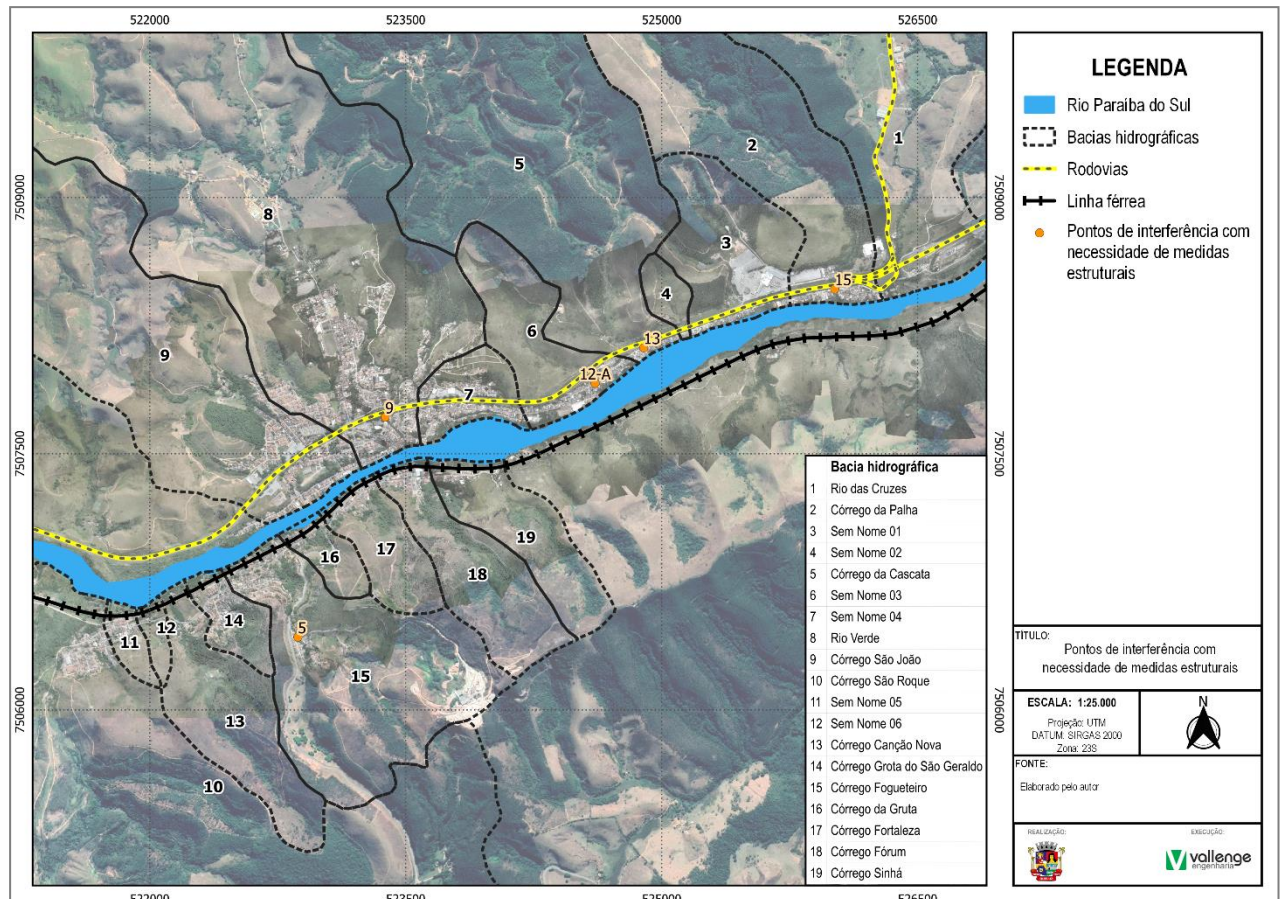 522000
523500
525000
526500
7509000
7507500
7506000
7509000
7507500
7506000
1
2
3
4
5
6
7
8
9
10
11
12
13
14
15
16
17
18
19
15
13
12-A
9
5
Bacia hidrográfica
1 Rio das Cruzes
2 Córrego da Palha
3 Sem Nome 01
4 Sem Nome 02
5 Córrego da Cascata
6 Sem Nome 03
7 Sem Nome 04
8 Rio Verde
9 Córrego São João
10 Córrego São Roque
11 Sem Nome 05
12 Sem Nome 06
13 Córrego Canção Nova
14 Córrego Grota do São Geraldo
15 Córrego Fogueteiro
16 Córrego da Gruta
17 Córrego Fortaleza
18 Córrego Fórum
19 Córrego Sinhá
522000
523500
525000
526500
LEGENDA
Rio Paraíba do Sul
Bacias hidrográficas
Rodovias
Linha férrea
Pontos de interferência com
necessidade de medidas
estruturais
TÍTULO:
Pontos de interferência com
necessidade de medidas estruturais
ESCALA: 1:25.000
Projeção: UTM
DATUM: SIRGAS 2000
Zona: 23S
N
FONTE:
Elaborado pelo autor
REALIZAÇÃO:
EXECUÇÃO:
vallenge
engenharia